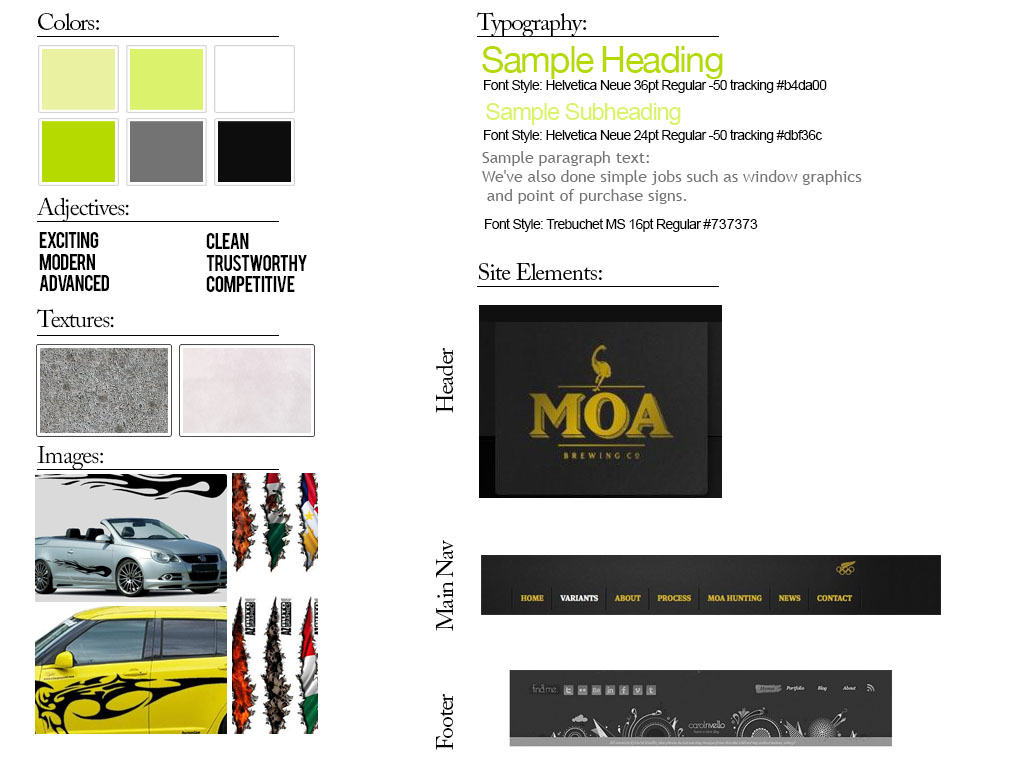 Colors:
Adjectives:
EXCITING
MODERN
ADVANCED
CLEAN
TRUSTWORTHY
COMPETITIVE
Textures:
Images:
Typography:
Sample Heading
Font Style: Helvetica Neue 36pt Regular -50 tracking #b4da00
Sample Subheading
Font Style: Helvetica Neue 24pt Regular -50 tracking #dbf36c
Sample paragraph text:
We've also done simple jobs such as window graphics
and point of purchase signs.
Font Style: Trebuchet MS 16pt Regular #737373
Site Elements:
Header
MOA
BREWING CO
Main Nav
HOME VARIANTS ABOUT PROCESS MOA HUNTING NEWS CONTACT
Footer
find me
Home Portfolio Blog About
carolrivello